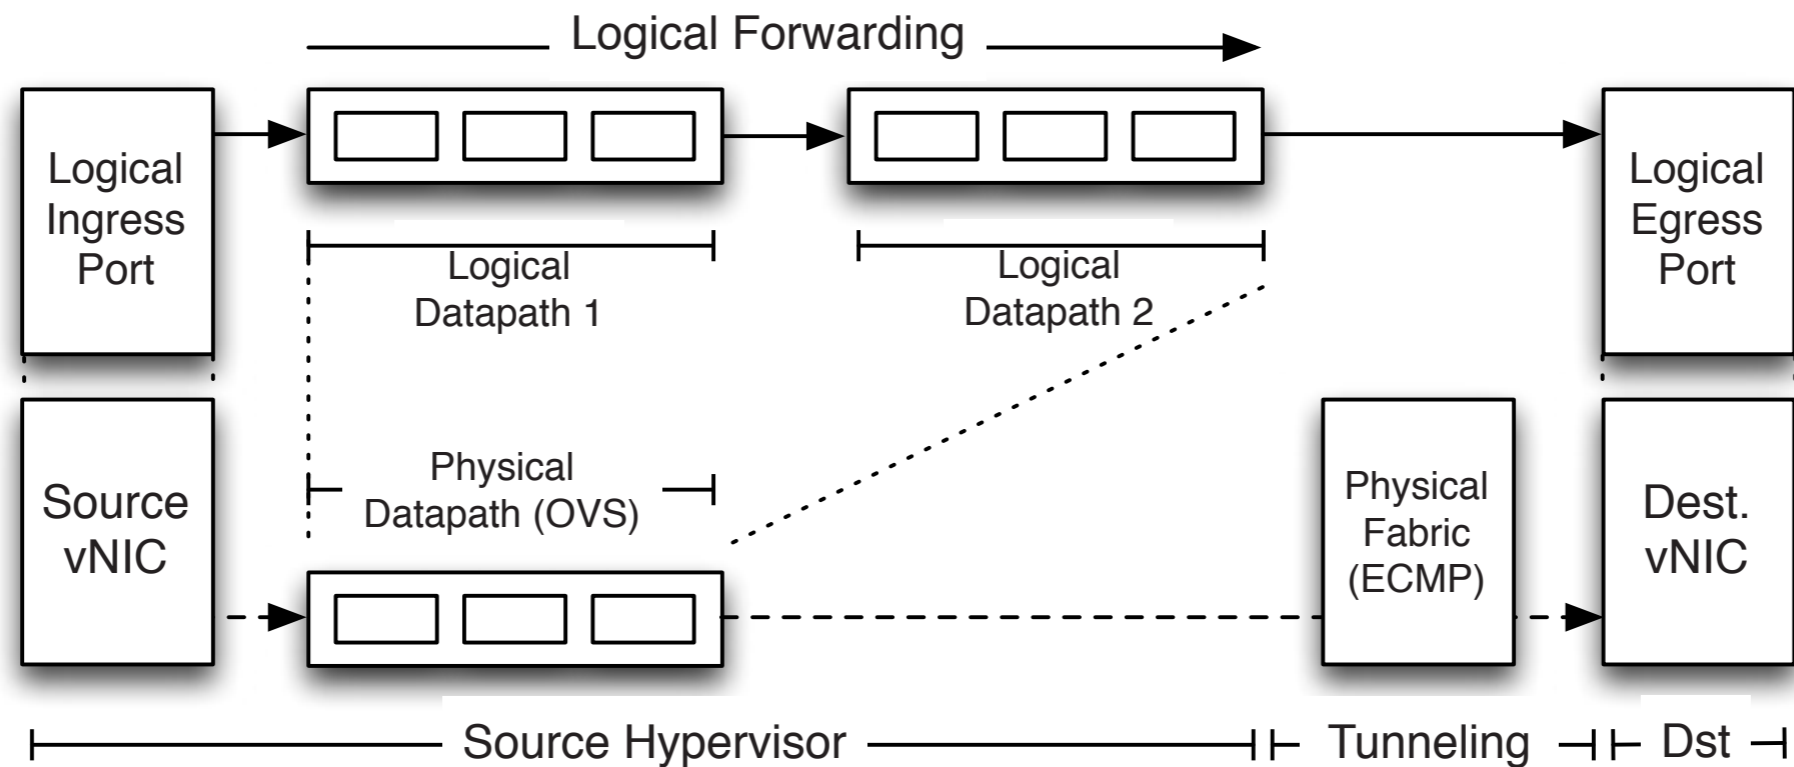 Logical Forwarding
Logical
Ingress
Port
Logical
Datapath 1
Logical
Datapath 2
Logical
Egress
Port
Source
vNIC
Physical
Datapath (OVS)
Physical
Fabric
(ECMP)
Dest.
vNIC
Source Hypervisor
Tunneling
Dst